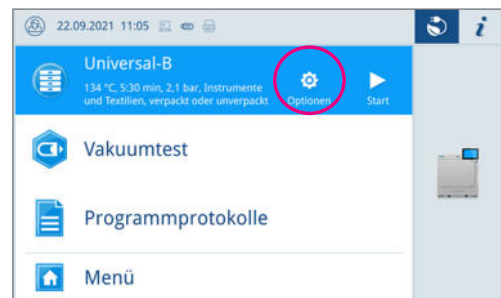 22.09.2021 11:05
i
Universal-B
134 °C, 5:30 min, 2,1 bar, Instrumente
und Textilien, verpackt oder unverpackt
Optionen
Start
Vakuumtest
Programmprotokolle
Menü